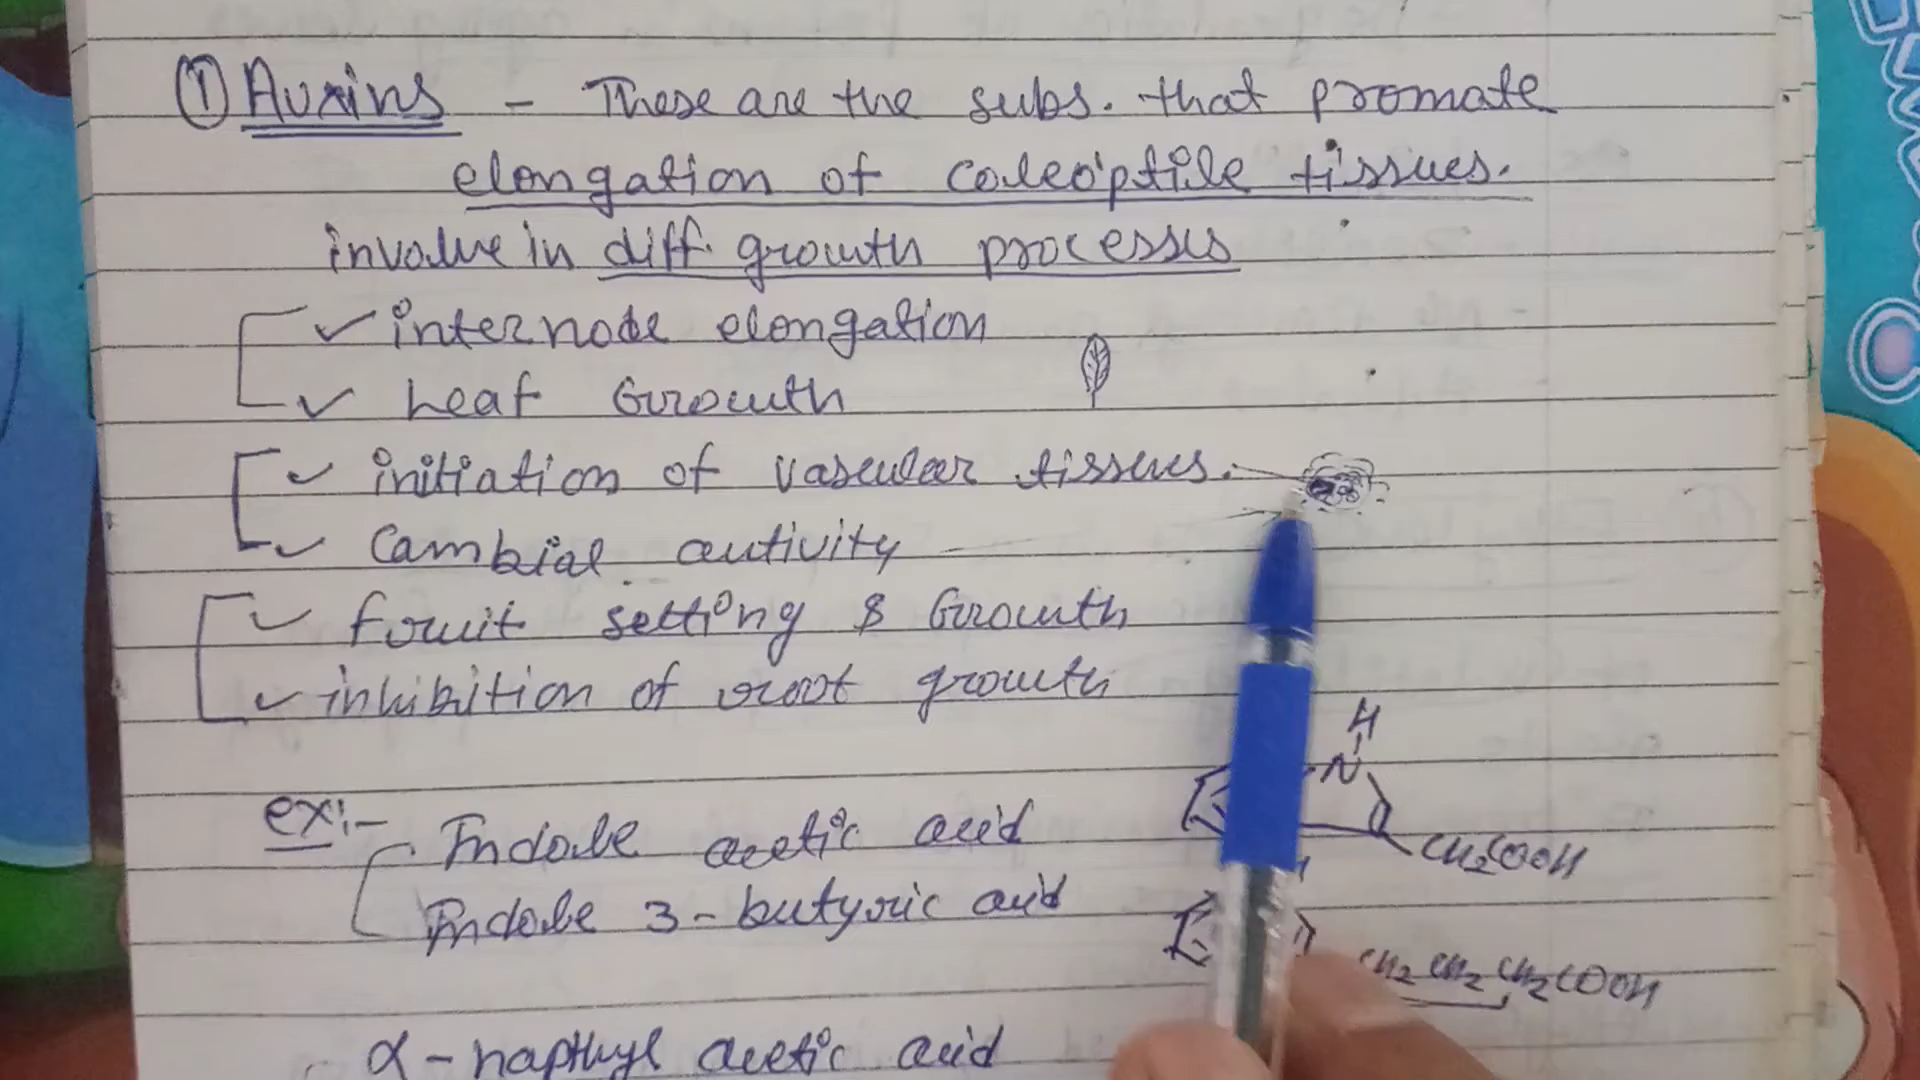 ① Auxins - These are the subs. that promate
elongation of coleoptile tissues.
involve in diff. growth processes
✓ internode elongation
✓ Leaf Growth
✓ initiation of vascular tissues.
✓ Cambial activity
✓ fruit setting & Growth
✓ inhibition of root growth
H
N
ex:- Indole acetic acid
CH2COOH
Indole 3-butyric acid
CH2 CH2 CH2COOH
α-napthyl acetic acid